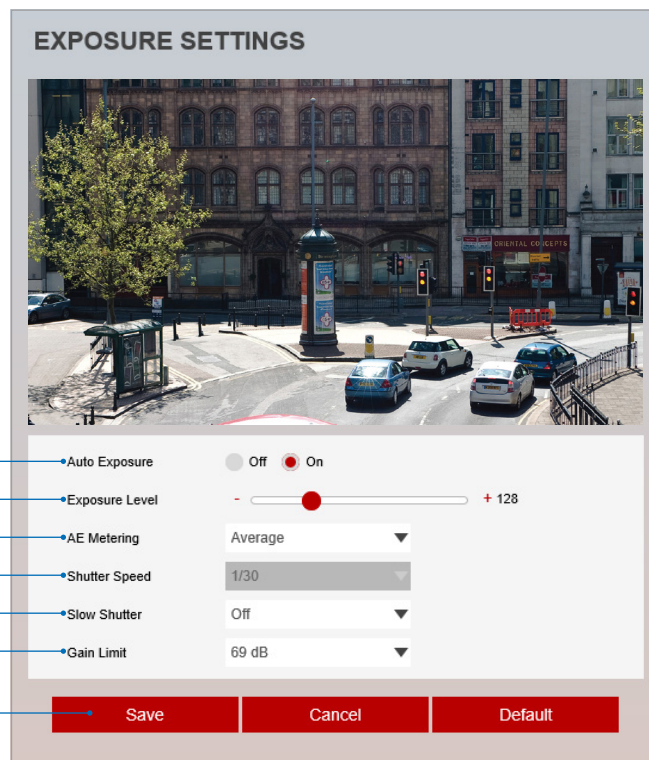 EXPOSURE SETTINGS
ORIENTAL CONCEPTS
Auto Exposure Off On
Exposure Level - + 128
AE Metering Average
Shutter Speed 1/30
Slow Shutter Off
Gain Limit 69 dB
Save Cancel Default